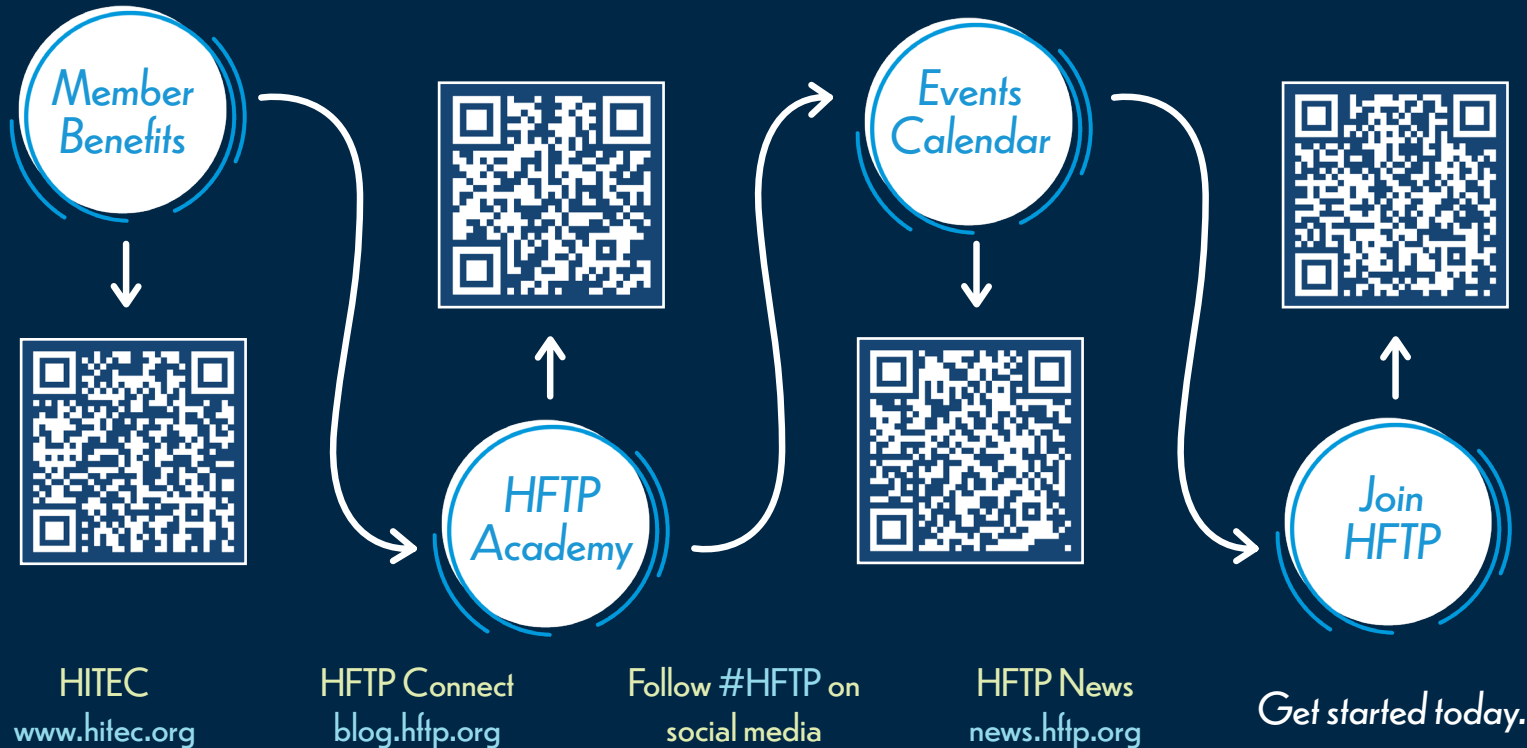 Member
Benefits
HFTP
Academy
Events
Calendar
Join
HFTP
HITEC
www.hitec.org
HFTP Connect
blog.hftp.org
Follow #HFTP on
social media
HFTP News
news.hftp.org
Get started today.